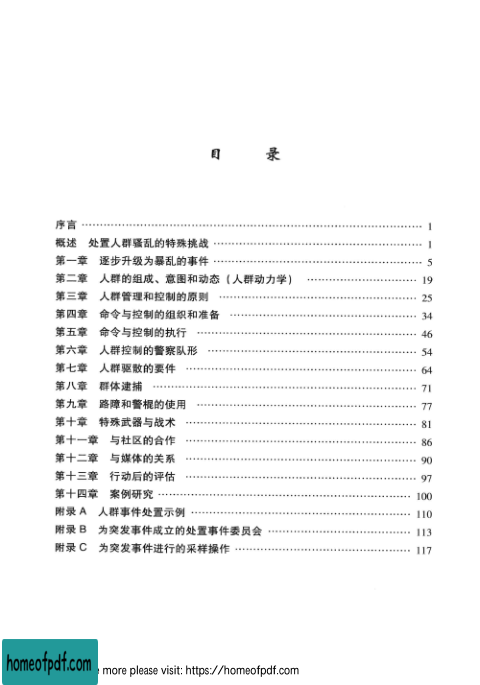 目 录
序言 ………………………………………… 1
概述 处置人群骚乱的特殊挑战 ………………………… 1
第一章 逐步升级为暴乱的事件 ………………………… 5
第二章 人群的组成、意图和动态（人群动力学） …………… 19
第三章 人群管理和控制的原则 ………………………… 25
第四章 命令与控制的组织和准备 ……………………… 34
第五章 命令与控制的执行 …………………………… 46
第六章 人群控制的警察队形 ………………………… 54
第七章 人群驱散的要件 …………………………… 64
第八章 群体逮捕 ………………………………… 71
第九章 路障和警棍的使用 …………………………… 77
第十章 特殊武器与战术 …………………………… 81
第十一章 与社区的合作 …………………………… 86
第十二章 与媒体的关系 …………………………… 90
第十三章 行动后的评估 …………………………… 97
第十四章 案例研究 ……………………………… 100
附录 A 人群事件处置示例 …………………………… 110
附录 B 为突发事件成立的处置事件委员会 ……………… 113
附录 C 为突发事件进行的采样操作 …………………… 117
homeofpdf.com
more please visit: https://homeofpdf.com